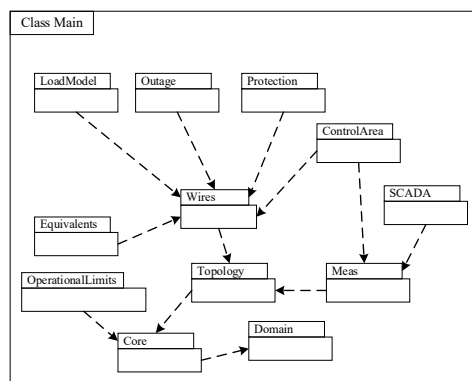 Class Main
LoadModel
Outage
Protection
ControlArea
Wires
SCADA
Equivalents
Topology
Meas
OperationalLimits
Core
Domain